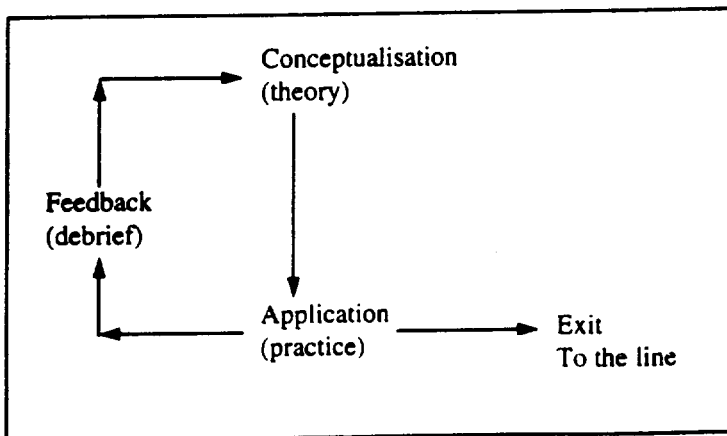 Conceptualisation
(theory)
Feedback
(debrief)
Application
(practice)
Exit
To the line